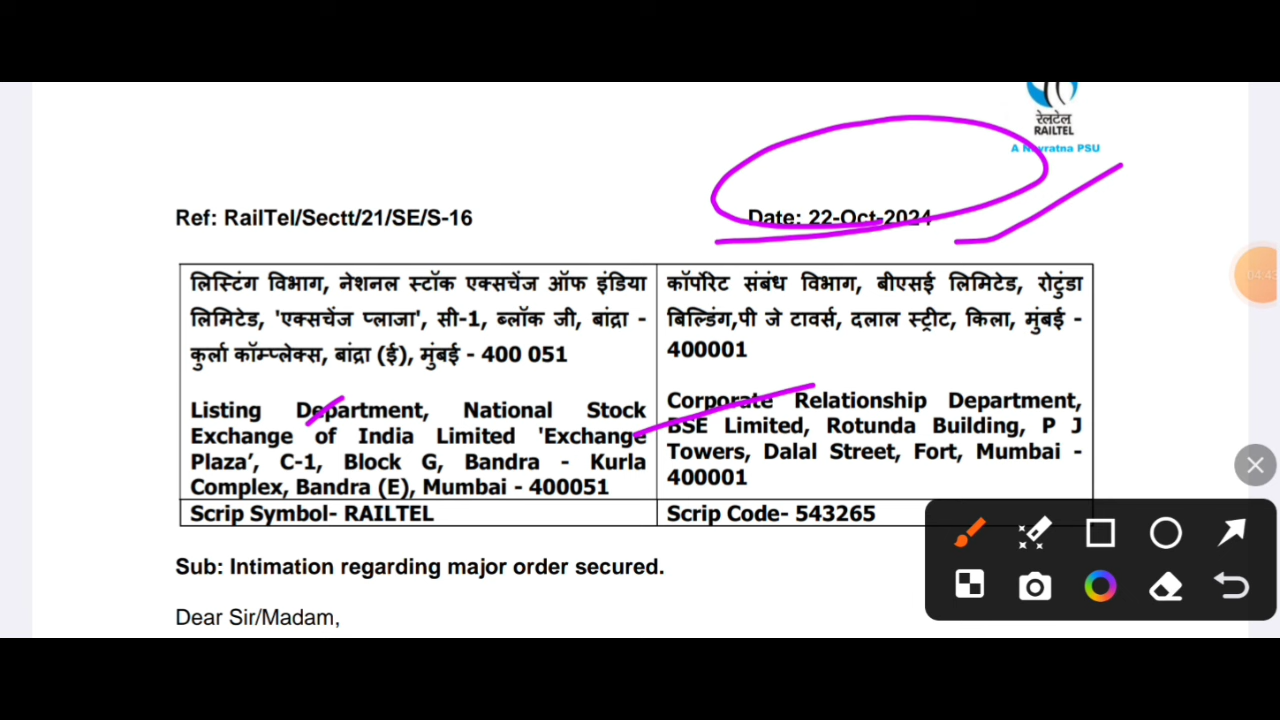 रेलटेल
RAILTEL
A Navratna PSU
Ref: RailTel/Sectt/21/SE/S-16
Date: 22-Oct-2024
लिस्टिंग विभाग, नेशनल स्टॉक एक्सचेंज ऑफ इंडिया
लिमिटेड, 'एक्सचेंज प्लाजा', सी-1, ब्लॉक जी, बांद्रा -
कुर्ला कॉम्प्लेक्स, बांद्रा (ई), मुंबई - 400 051
Listing Department, National Stock
Exchange of India Limited 'Exchange
Plaza’, C-1, Block G, Bandra - Kurla
Complex, Bandra (E), Mumbai - 400051
Scrip Symbol- RAILTEL
कॉर्पोरेट संबंध विभाग, बीएसई लिमिटेड, रोटुंडा
बिल्डिंग,पी जे टावर्स, दलाल स्ट्रीट, किला, मुंबई -
400001
Corporate Relationship Department,
BSE Limited, Rotunda Building, P J
Towers, Dalal Street, Fort, Mumbai -
400001
Scrip Code- 543265
Sub: Intimation regarding major order secured.
Dear Sir/Madam,